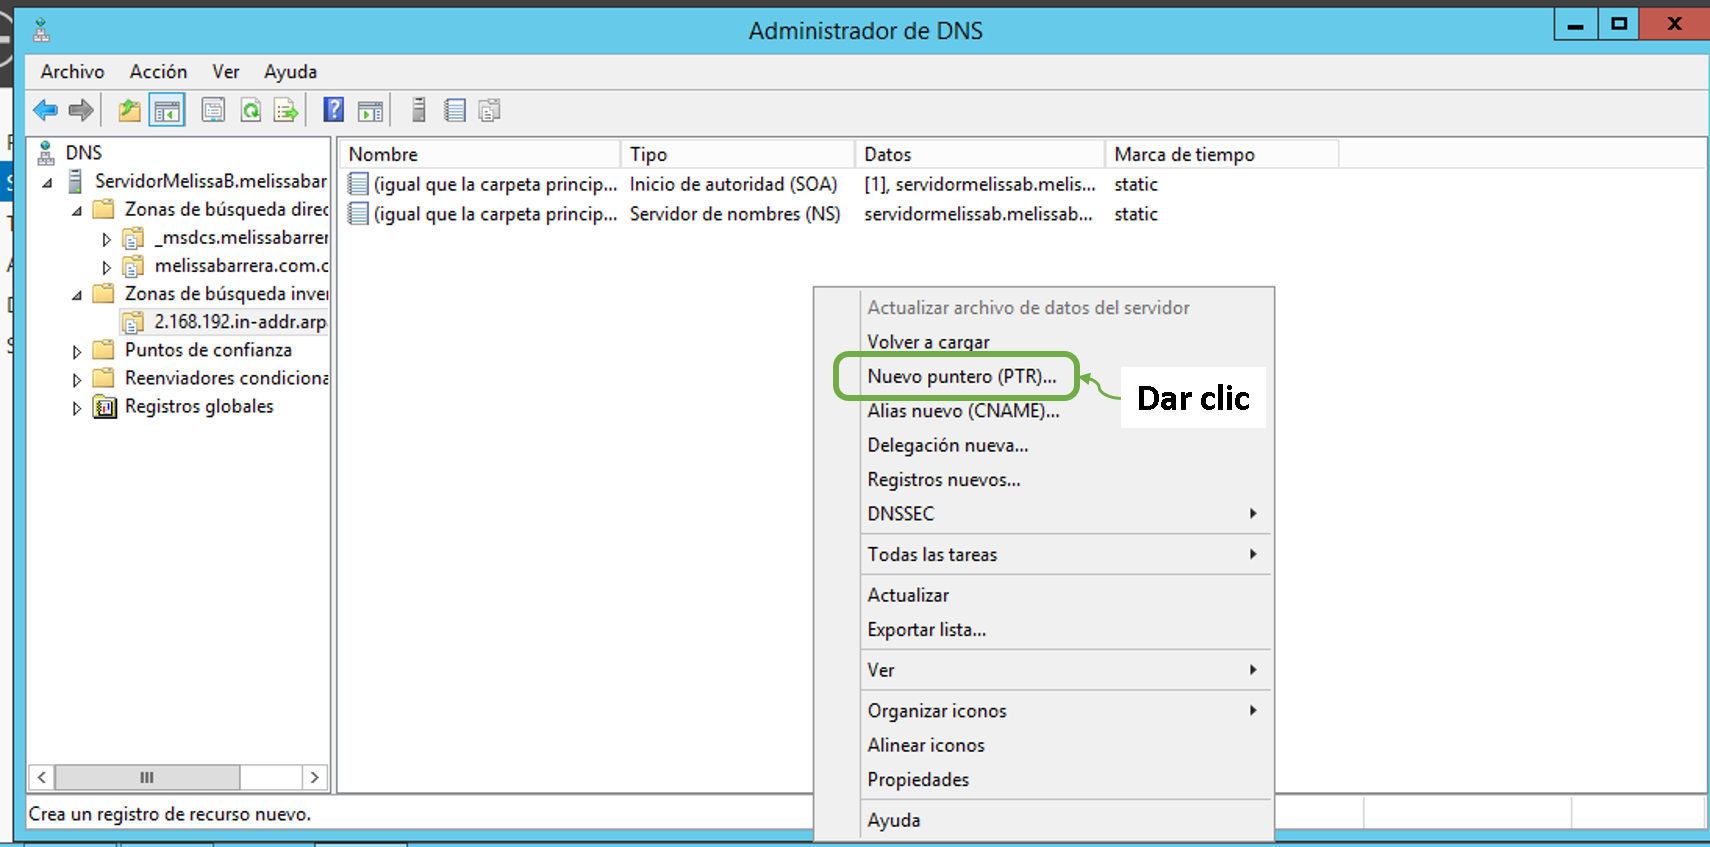 Administrador de DNS
Archivo Acción Ver Ayuda
DNS
ServidorMelissaB.melissabar
Zonas de búsqueda direc
_msdcs.melissabarrer
melissabarrera.com.c
Zonas de búsqueda inver
2.168.192.in-addr.arp
Puntos de confianza
Reenviadores condiciona
Registros globales
Nombre Tipo Datos Marca de tiempo
(igual que la carpeta princip... Inicio de autoridad (SOA) [1], servidormelissab.melis... static
(igual que la carpeta princip... Servidor de nombres (NS) servidormelissab.melissab... static
Actualizar archivo de datos del servidor
Volver a cargar
Nuevo puntero (PTR)...
Dar clic
Alias nuevo (CNAME)...
Delegación nueva...
Registros nuevos...
DNSSEC
Todas las tareas
Actualizar
Exportar lista...
Ver
Organizar iconos
Alinear iconos
Propiedades
Ayuda
Crea un registro de recurso nuevo.